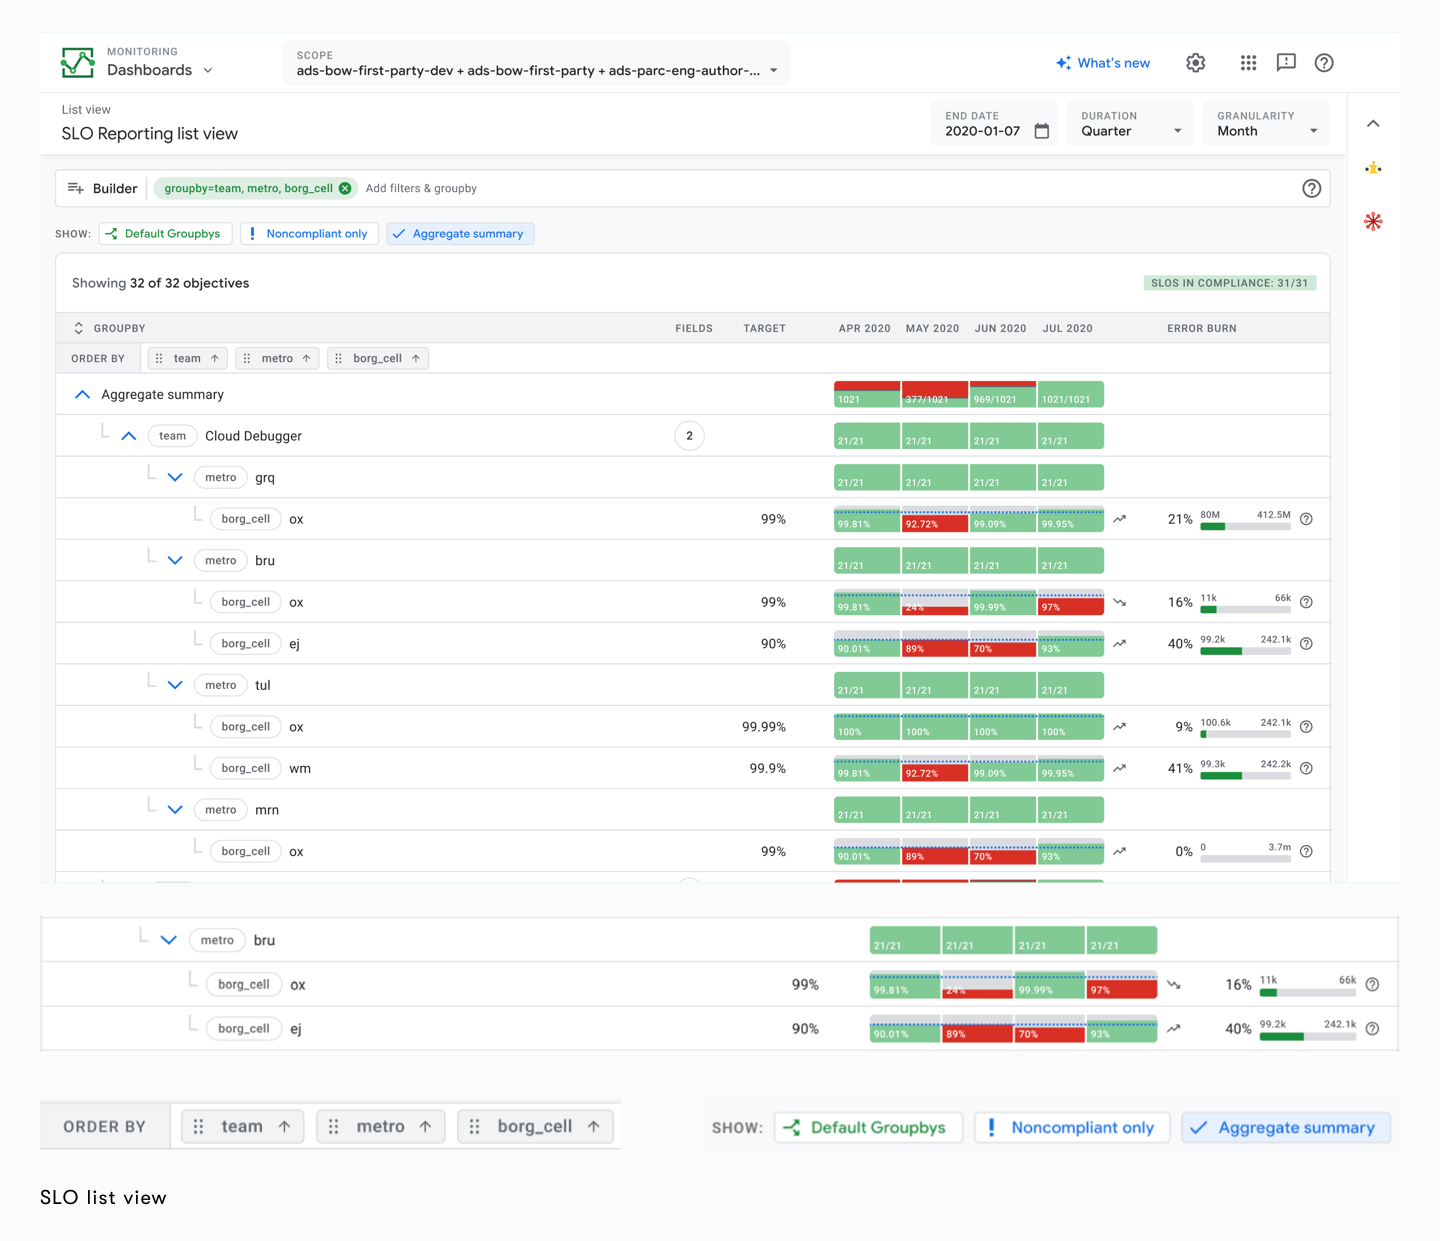 MONITORING
Dashboards
SCOPE
ads-bow-first-party-dev + ads-bow-first-party + ads-parc-eng-author-...
What's new
List view
SLO Reporting list view
END DATE
2020-01-07
DURATION
Quarter
GRANULARITY
Month
Builder
groupby=team, metro, borg_cell
Add filters & groupby
SHOW: Default Groupbys Noncompliant only Aggregate summary
Showing 32 of 32 objectives
SLOS IN COMPLIANCE: 31/31
GROUPBY FIELDS TARGET APR 2020 MAY 2020 JUN 2020 JUL 2020 ERROR BURN
ORDER BY team metro borg_cell
Aggregate summary 1021 377/1021 969/1021 1021/1021
team Cloud Debugger 2 21/21 21/21 21/21 21/21
metro grq 21/21 21/21 21/21 21/21
borg_cell ox 99% 99.81% 92.72% 99.09% 99.95% 21% 80M 412.5M
metro bru 21/21 21/21 21/21 21/21
borg_cell ox 99% 99.81% 24% 99.99% 97% 16% 11k 66k
borg_cell ej 90% 90.01% 89% 70% 93% 40% 99.2k 242.1k
metro tul 21/21 21/21 21/21 21/21
borg_cell ox 99.99% 100% 100% 100% 100% 9% 100.6k 242.1k
borg_cell wm 99.9% 99.81% 92.72% 99.09% 99.95% 41% 99.3k 242.2k
metro mrn 21/21 21/21 21/21 21/21
borg_cell ox 99% 90.01% 89% 70% 93% 0% 0 3.7m
metro bru 21/21 21/21 21/21 21/21
borg_cell ox 99% 99.81% 24% 99.99% 97% 16% 11k 66k
borg_cell ej 90% 90.01% 89% 70% 93% 40% 99.2k 242.1k
ORDER BY team metro borg_cell
SHOW: Default Groupbys Noncompliant only Aggregate summary
SLO list view